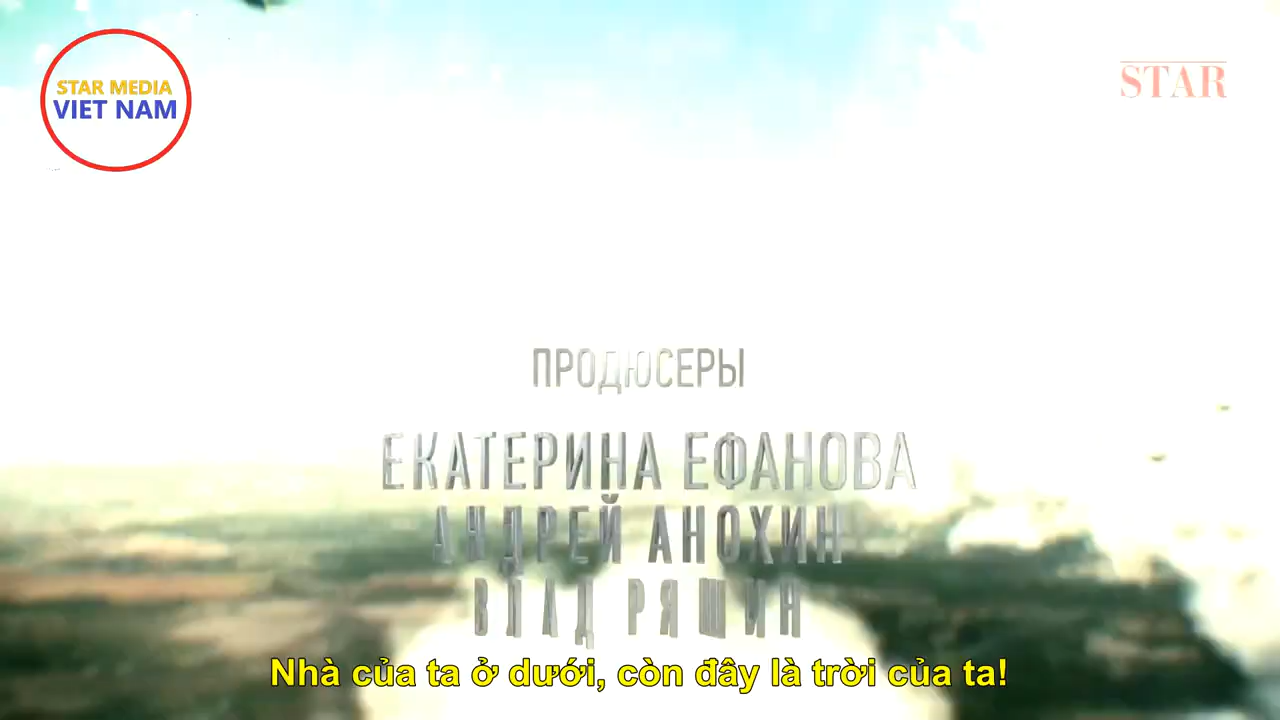 STAR MEDIA
VIET NAM
STAR
ПРОДЮСЕРЫ
ЕКАТЕРИНА ЕФАНОВА
АНДРЕЙ АНОХИН
ВЛАД РЯШИН
Nhà của ta ở dưới, còn đây là trời của ta!